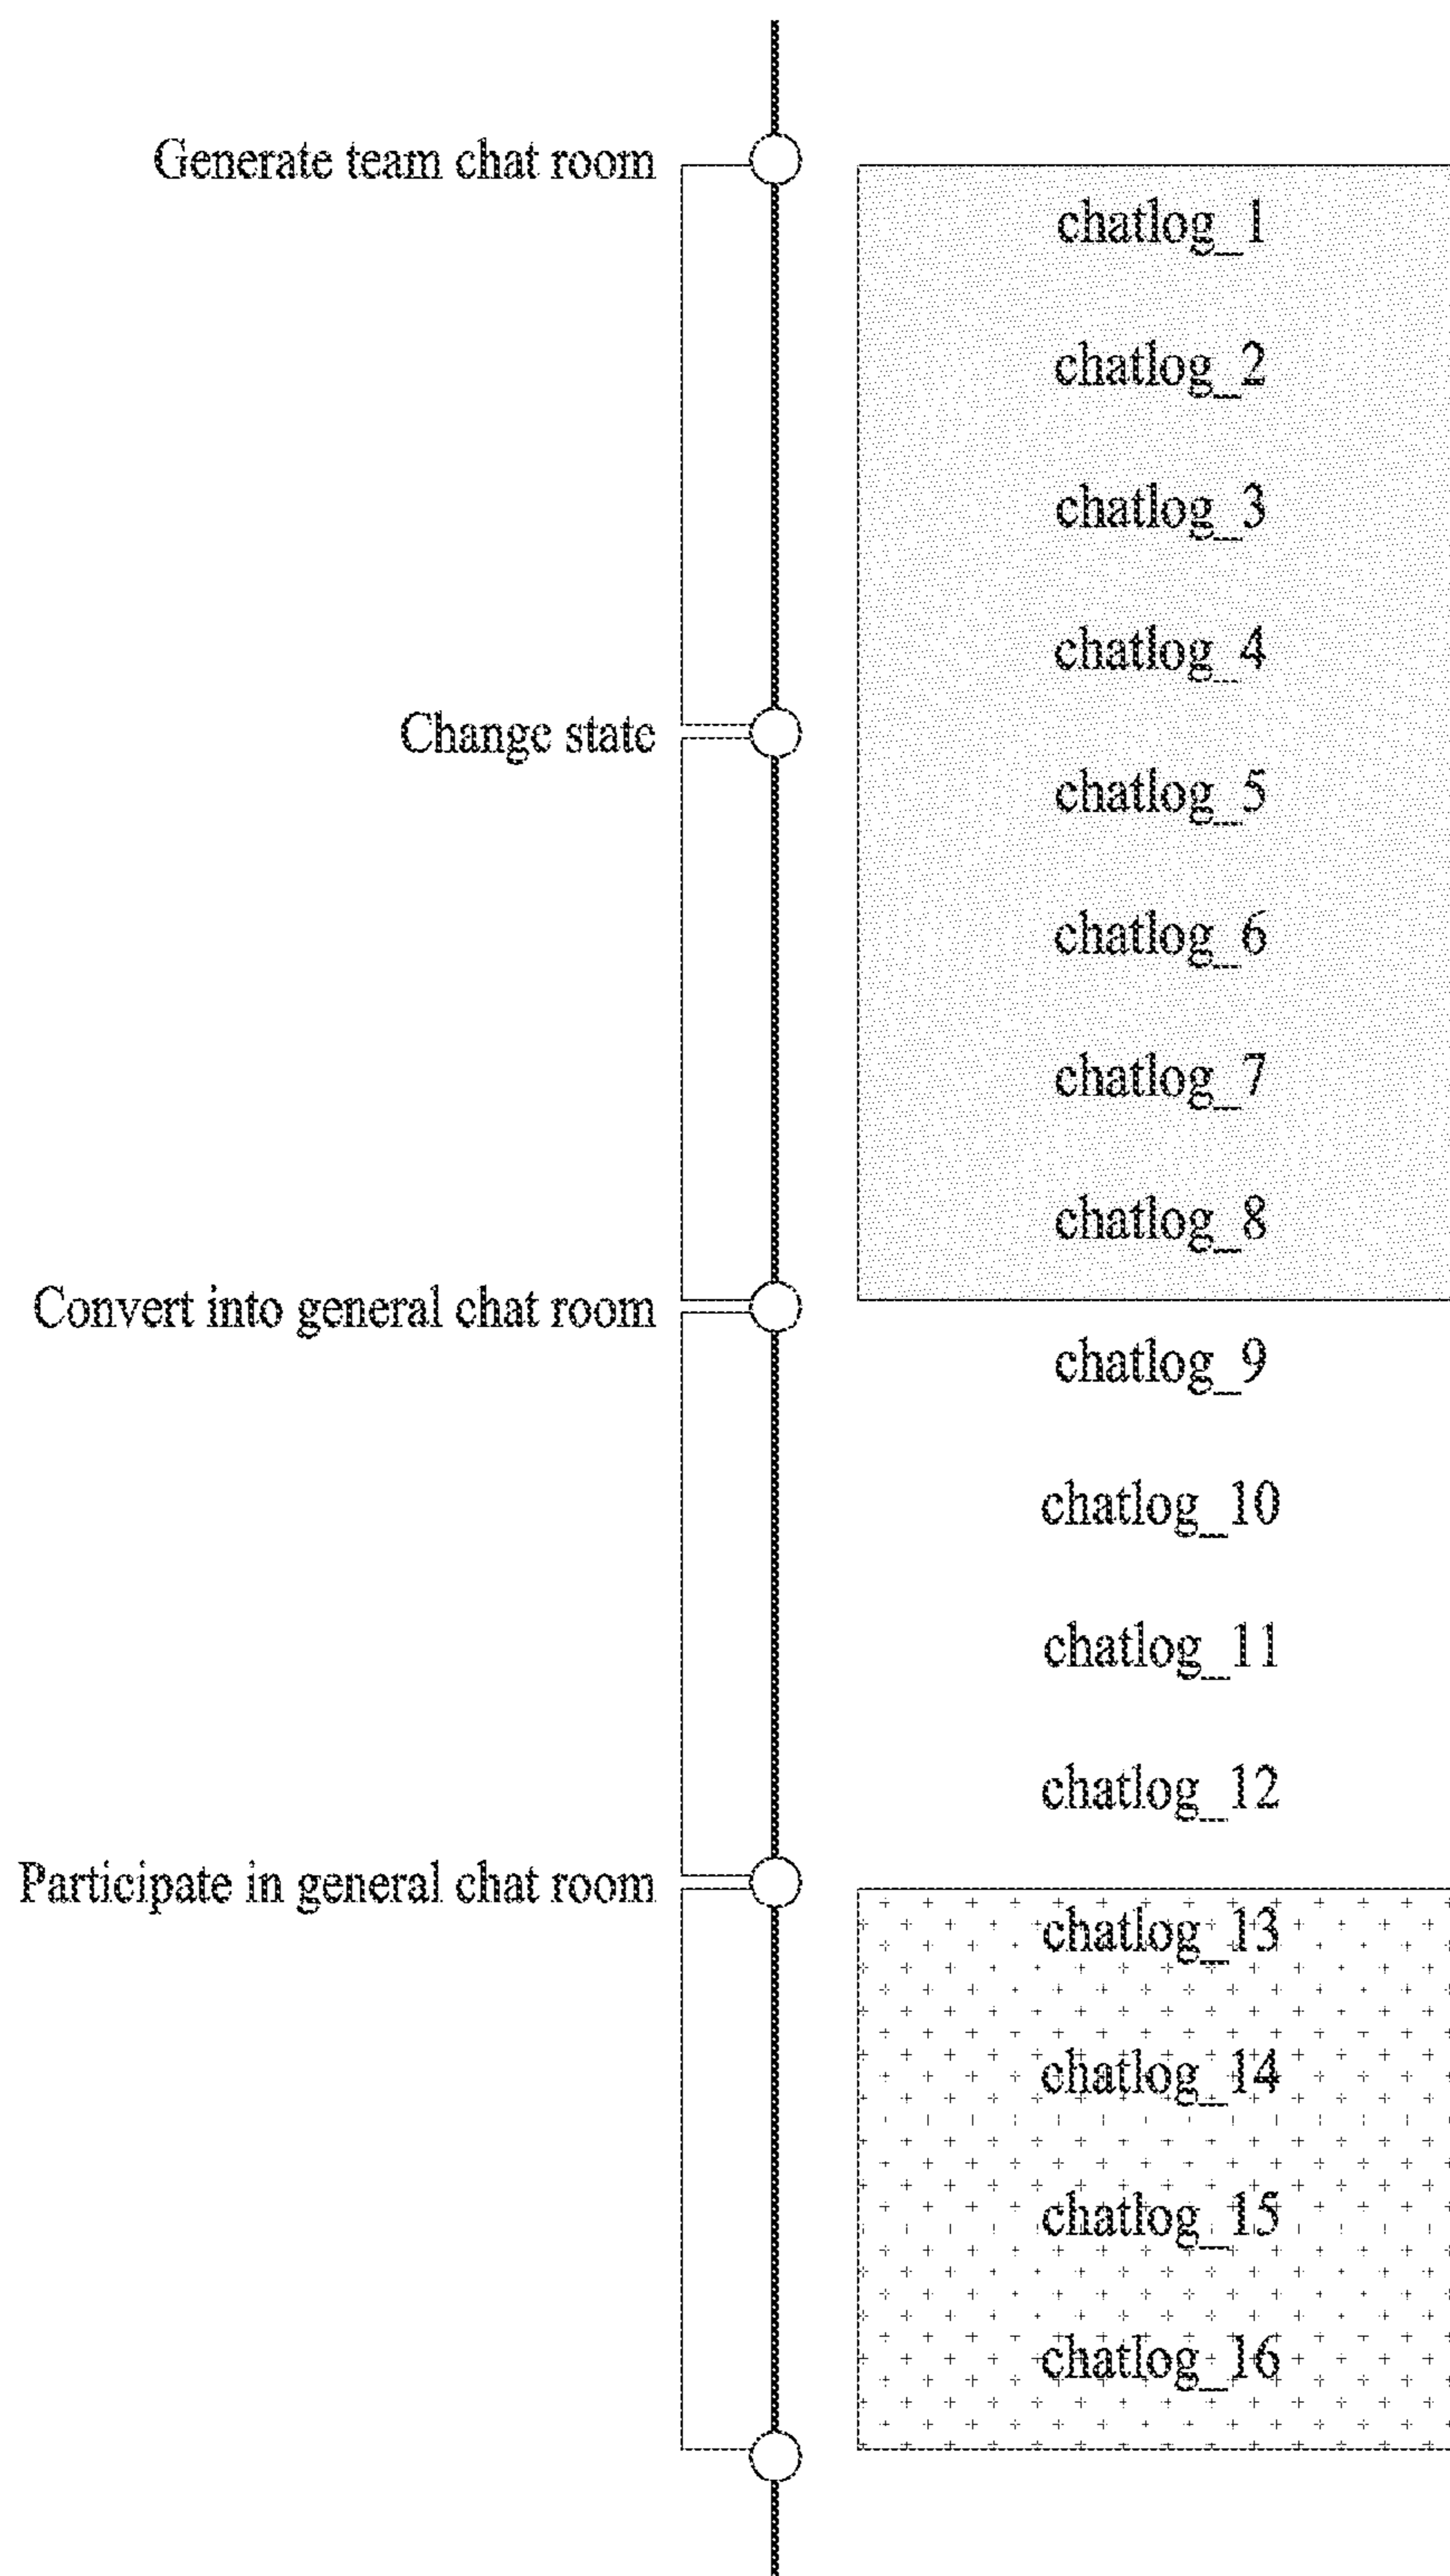 Generate team chat room
chatlog_1
chatlog_2
chatlog_3
chatlog_4
Change state
chatlog_5
chatlog_6
chatlog_7
chatlog_8
Convert into general chat room
chatlog_9
chatlog_10
chatlog_11
chatlog_12
Participate in general chat room
chatlog_13
chatlog_14
chatlog_15
chatlog_16